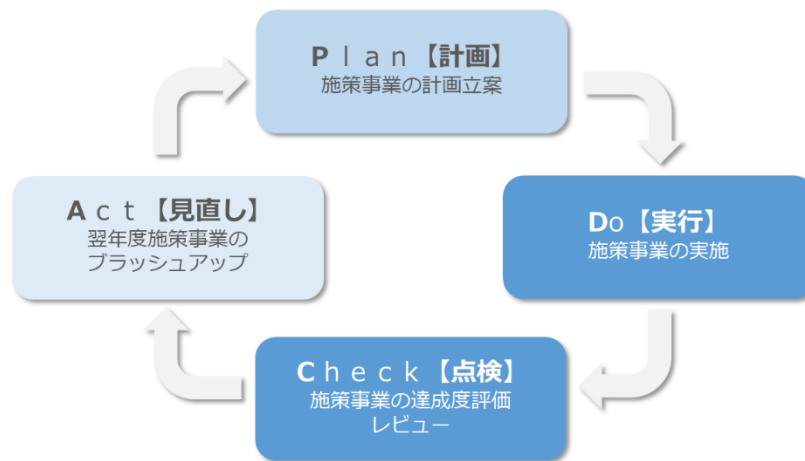 Ｐｌａｎ【計画】
施策事業の計画立案
Ａｃｔ【見直し】
翌年度施策事業の
ブラッシュアップ
Do【実行】
施策事業の実施
Ｃｈｅｃｋ【点検】
施策事業の達成度評価
レビュー